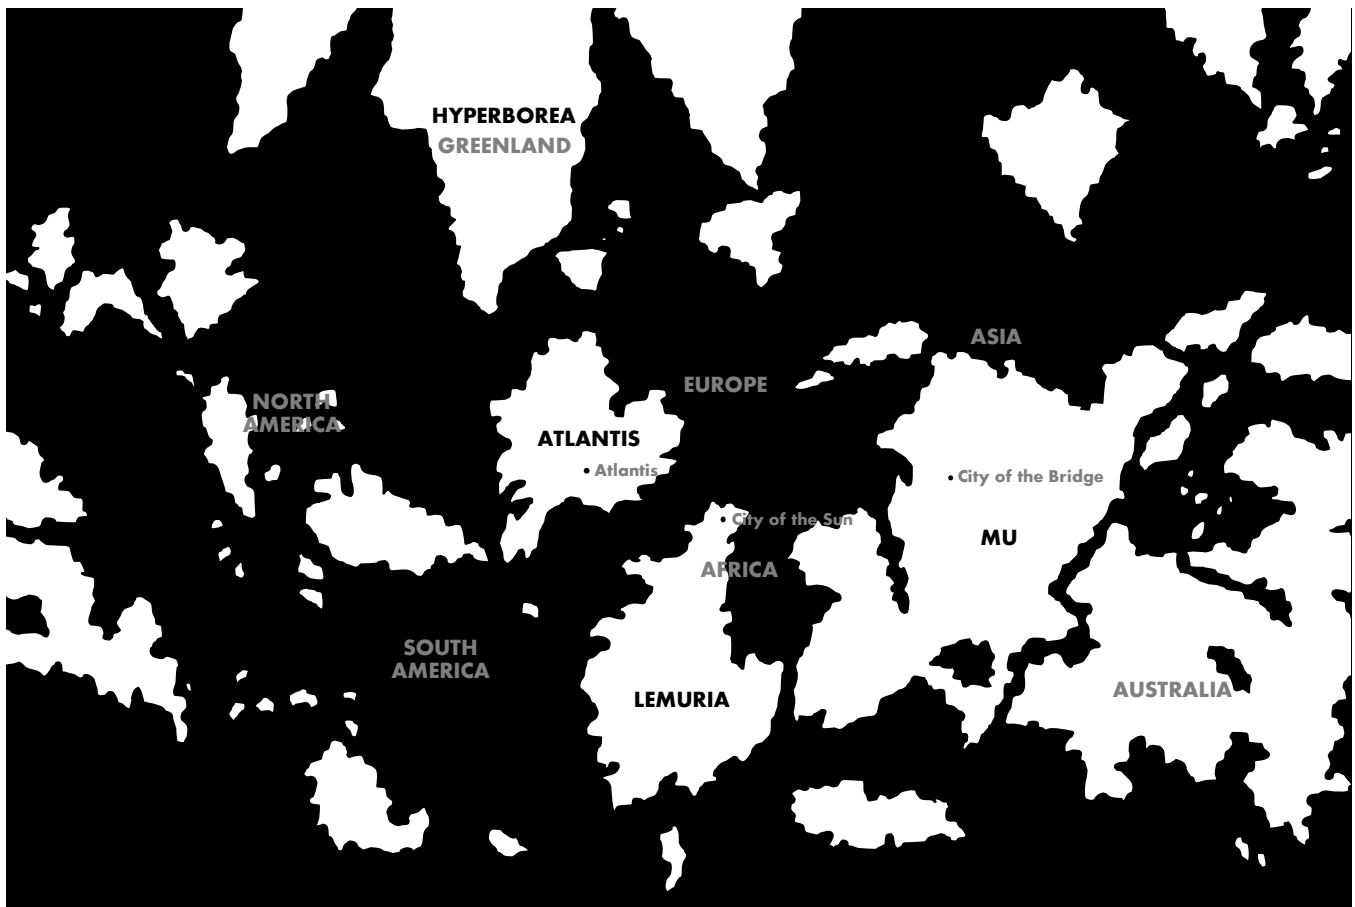 HYPERBOREA
GREENLAND
ASIA
EUROPE
NORTH
AMERICA
ATLANTIS
Atlantis
City of the Bridge
City of the Sun
MU
AFRICA
SOUTH
AMERICA
LEMURIA
AUSTRALIA